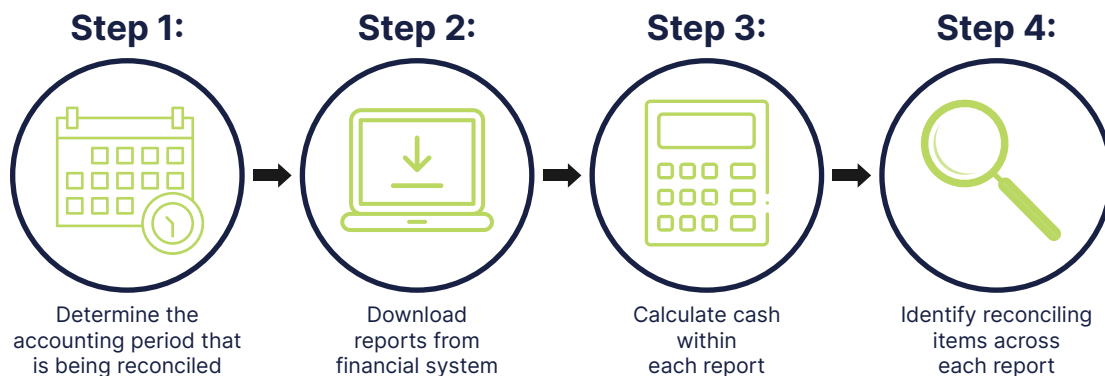 Step 1:
Step 2:
Step 3:
Step 4:
Determine the
accounting period that
is being reconciled
Download
reports from
financial system
Calculate cash
within
each report
Identify reconciling
items across
each report